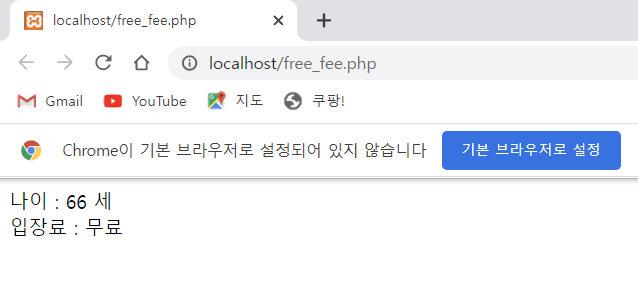 localhost/free_fee.php
localhost/free_fee.php
Gmail YouTube 지도 쿠팡!
Chrome이 기본 브라우저로 설정되어 있지 않습니다 기본 브라우저로 설정
나이 : 66 세
입장료 : 무료